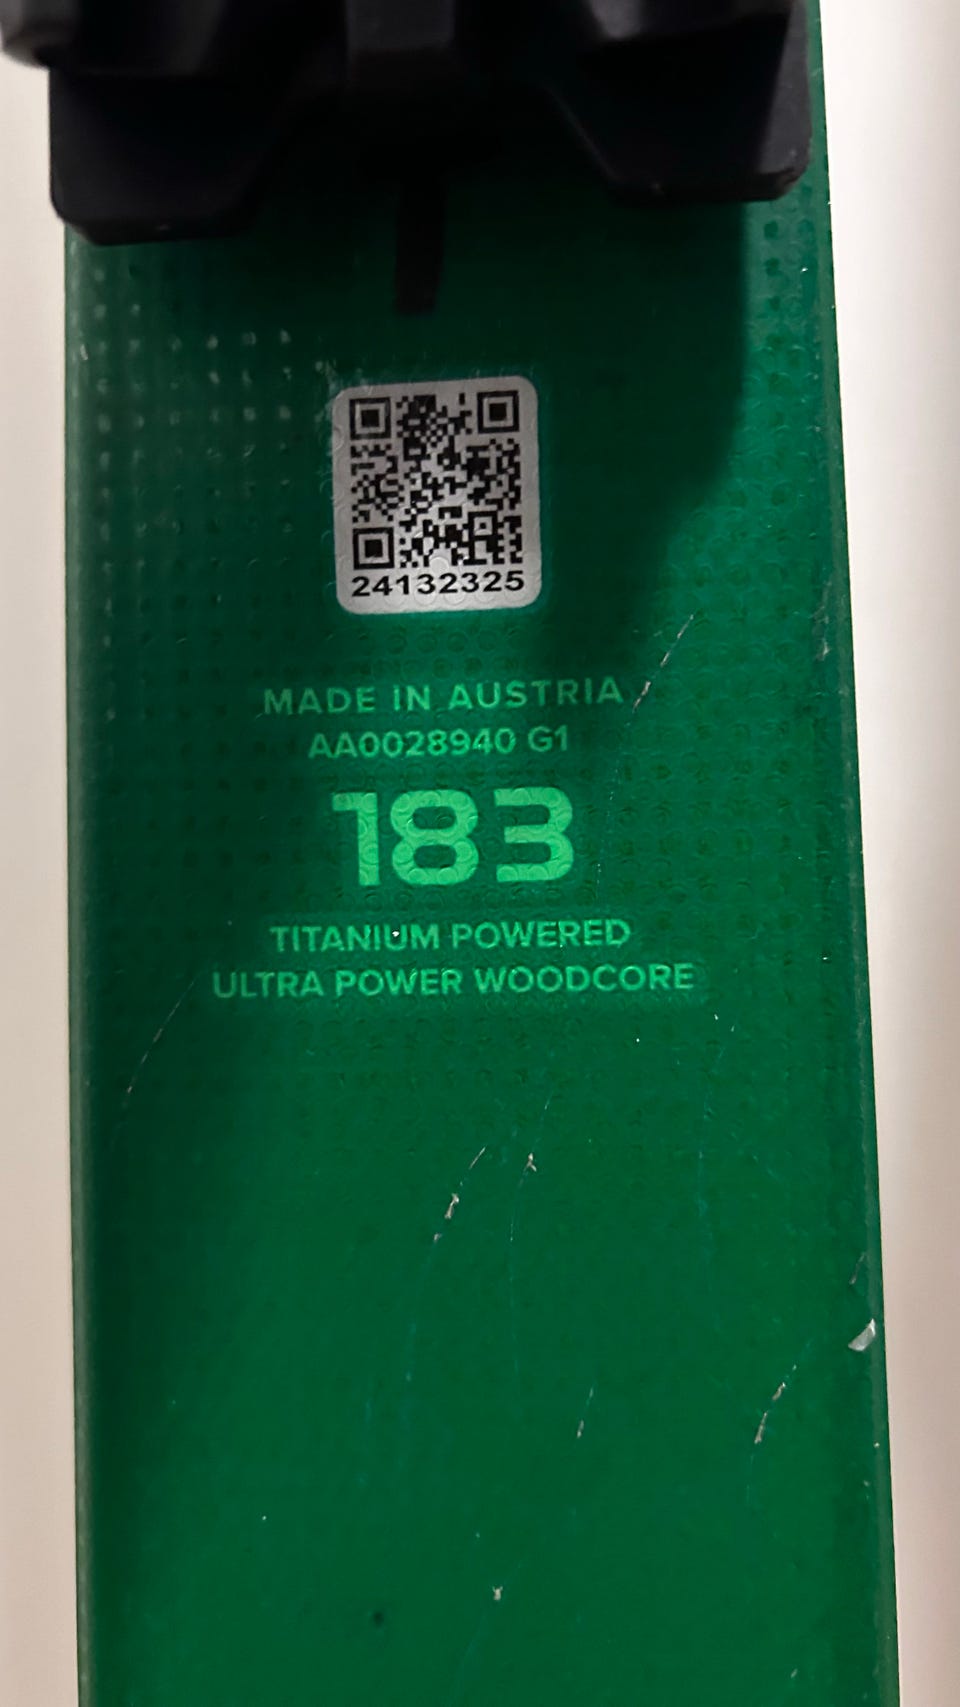 24132325
MADE IN AUSTRIA
AA0028940 G1
183
TITANIUM POWERED
ULTRA POWER WOODCORE